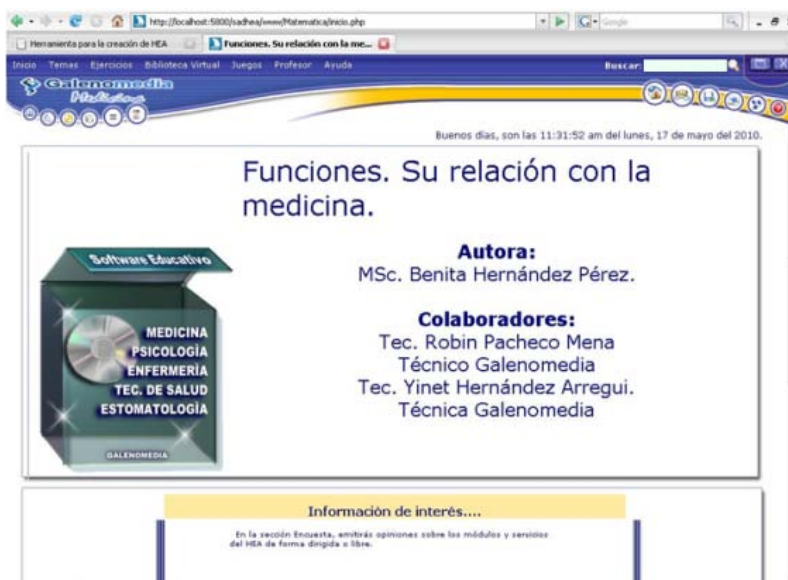 http://localhost:5800/sadhea/www/Matematica/inicio.php
Google
Herramienta para la creación de HEA
Funciones. Su relación con la me...
Inicio Temas Ejercicios Biblioteca Virtual Juegos Profesor Ayuda
Buscar:
Galenomedia
Medicina
Buenos días, son las 11:31:52 am del lunes, 17 de mayo del 2010.
Funciones. Su relación con la
medicina.
Autora:
MSc. Benita Hernández Pérez.
Colaboradores:
Tec. Robin Pacheco Mena
Técnico Galenomedia
Tec. Yinet Hernández Arregui.
Técnica Galenomedia
Software Educativo
MEDICINA
PSICOLOGÍA
ENFERMERÍA
TEC. DE SALUD
ESTOMATOLOGÍA
GALENOMEDIA
Información de interés....
En la sección Encuesta, emitirás opiniones sobre los módulos y servicios
del HEA de forma dirigida o libre.